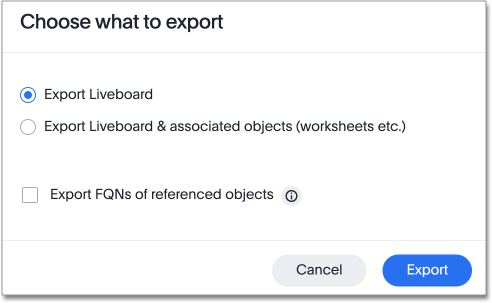 Choose what to export
Export Liveboard
Export Liveboard & associated objects (worksheets etc.)
Export FQNs of referenced objects
Cancel
Export